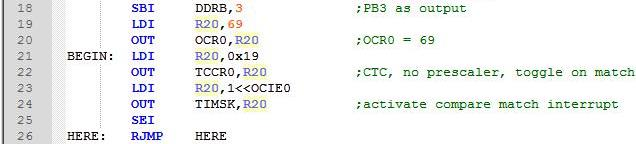 18 SBI DDRB,3 ;PB3 as output
19 LDI R20,69
20 OUT OCR0,R20 ;OCR0 = 69
21 BEGIN: LDI R20,0x19
22 OUT TCCR0,R20 ;CTC, no prescaler, toggle on match
23 LDI R20,1<<OCIE0
24 OUT TIMSK,R20 ;activate compare match interrupt
25 SEI
26 HERE: RJMP HERE